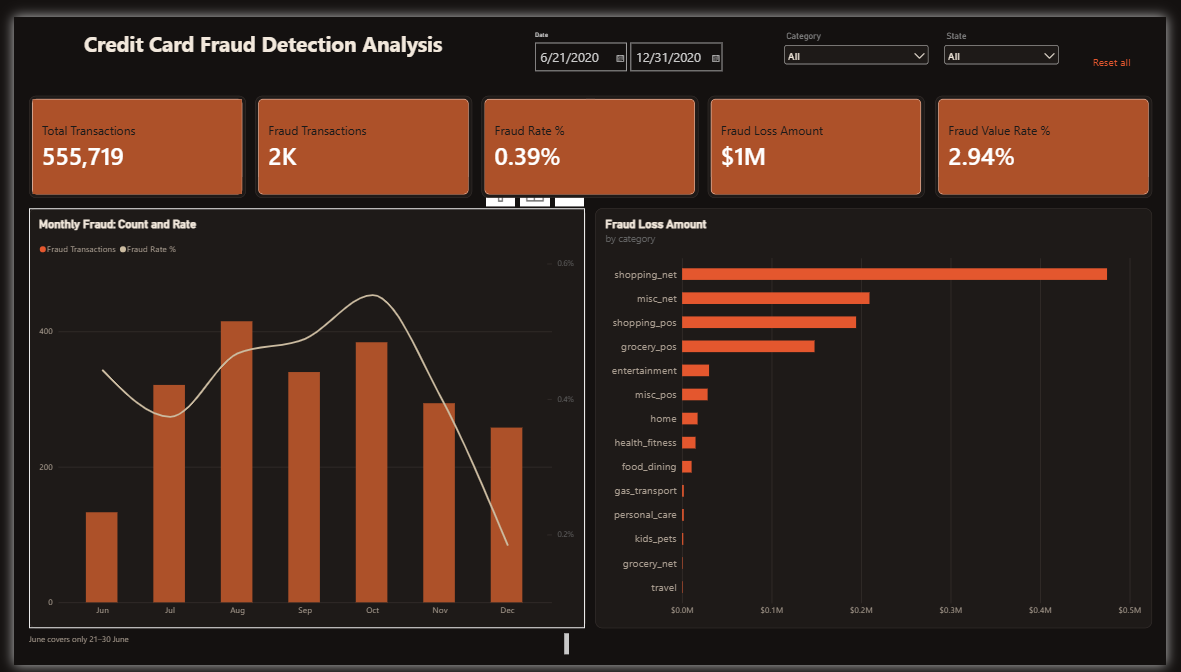 Credit Card Fraud Detection Analysis
Date
6/21/2020
12/31/2020
Category
All
State
All
Reset all
Total Transactions
555,719
Fraud Transactions
2K
Fraud Rate %
0.39%
Fraud Loss Amount
$1M
Fraud Value Rate %
2.94%
Monthly Fraud: Count and Rate
Fraud Transactions Fraud Rate %
0.6%
400
0.4%
200
0.2%
0
Jun Jul Aug Sep Oct Nov Dec
June covers only 21–30 June
Fraud Loss Amount
by category
shopping_net
misc_net
shopping_pos
grocery_pos
entertainment
misc_pos
home
health_fitness
food_dining
gas_transport
personal_care
kids_pets
grocery_net
travel
$0.0M $0.1M $0.2M $0.3M $0.4M $0.5M